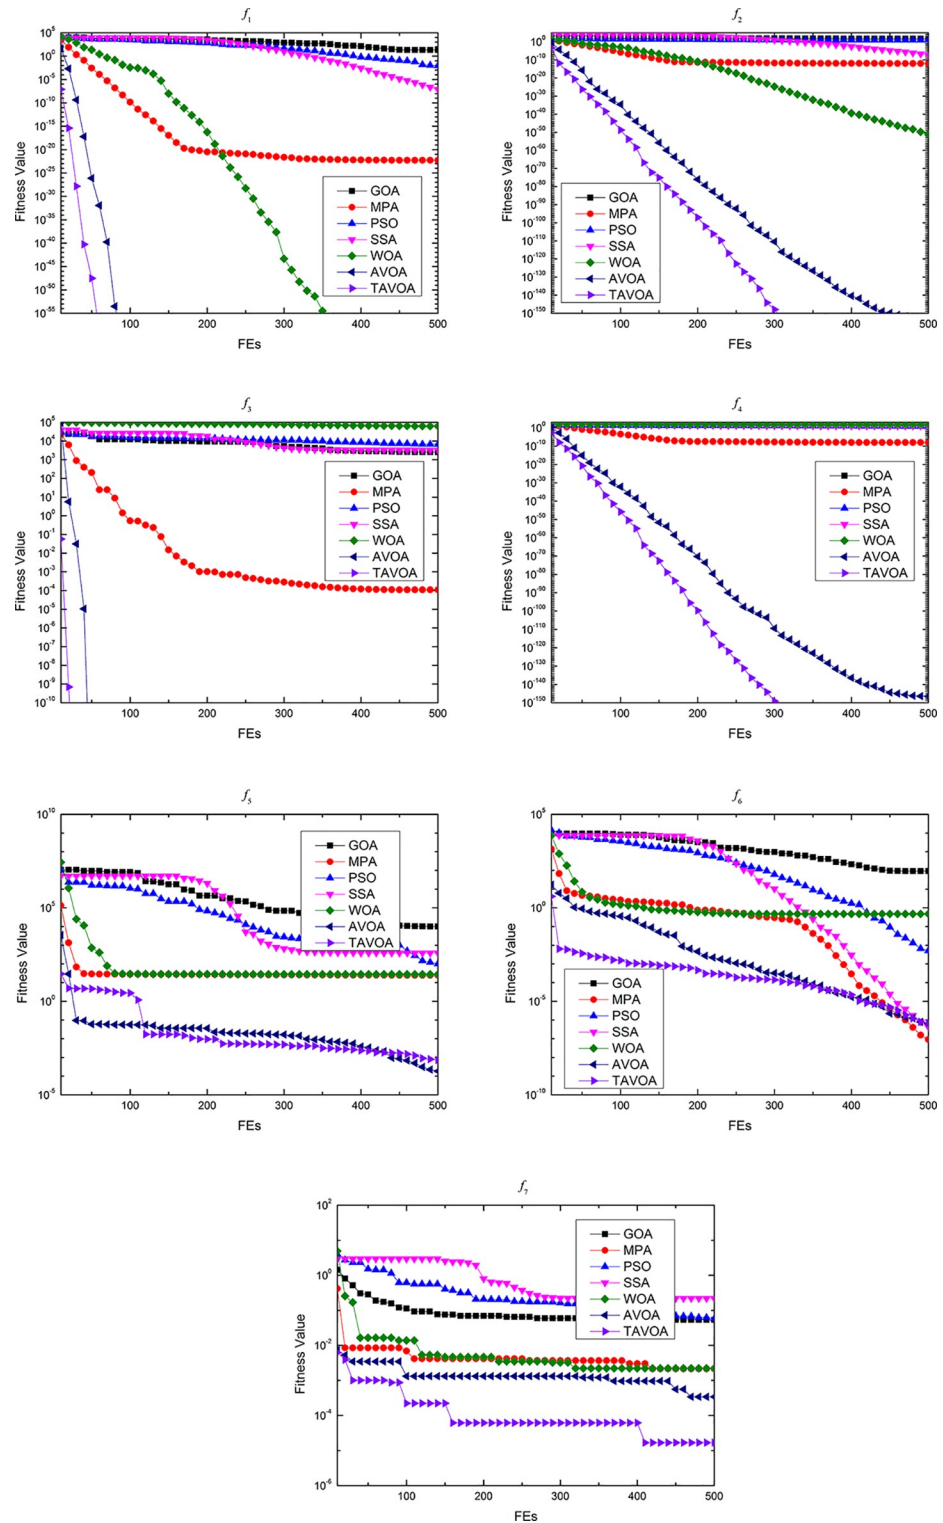 f1
f2
10^5
10^0
10^-5
10^-10
10^-15
10^-20
10^-25
10^-30
10^-35
10^-40
10^-45
10^-50
10^-55
Fitness Value
100
200
300
400
500
FEs
GOA
MPA
PSO
SSA
WOA
AVOA
TAVOA
10^0
10^-10
10^-20
10^-30
10^-40
10^-50
10^-60
10^-70
10^-80
10^-90
10^-100
10^-110
10^-120
10^-130
10^-140
10^-150
Fitness Value
100
200
300
400
500
FEs
GOA
MPA
PSO
SSA
WOA
AVOA
TAVOA
f3
f4
10^5
10^4
10^3
10^2
10^1
10^0
10^-1
10^-2
10^-3
10^-4
10^-5
10^-6
10^-7
10^-8
10^-9
10^-10
Fitness Value
100
200
300
400
500
FEs
GOA
MPA
PSO
SSA
WOA
AVOA
TAVOA
10^0
10^-10
10^-20
10^-30
10^-40
10^-50
10^-60
10^-70
10^-80
10^-90
10^-100
10^-110
10^-120
10^-130
10^-140
10^-150
Fitness Value
100
200
300
400
500
FEs
GOA
MPA
PSO
SSA
WOA
AVOA
TAVOA
f5
f6
10^10
10^5
10^0
10^-5
Fitness Value
100
200
300
400
500
FEs
GOA
MPA
PSO
SSA
WOA
AVOA
TAVOA
10^5
10^0
10^-5
10^-10
Fitness Value
100
200
300
400
500
FEs
GOA
MPA
PSO
SSA
WOA
AVOA
TAVOA
f7
10^2
10^0
10^-2
10^-4
10^-6
Fitness Value
100
200
300
400
500
FEs
GOA
MPA
PSO
SSA
WOA
AVOA
TAVOA